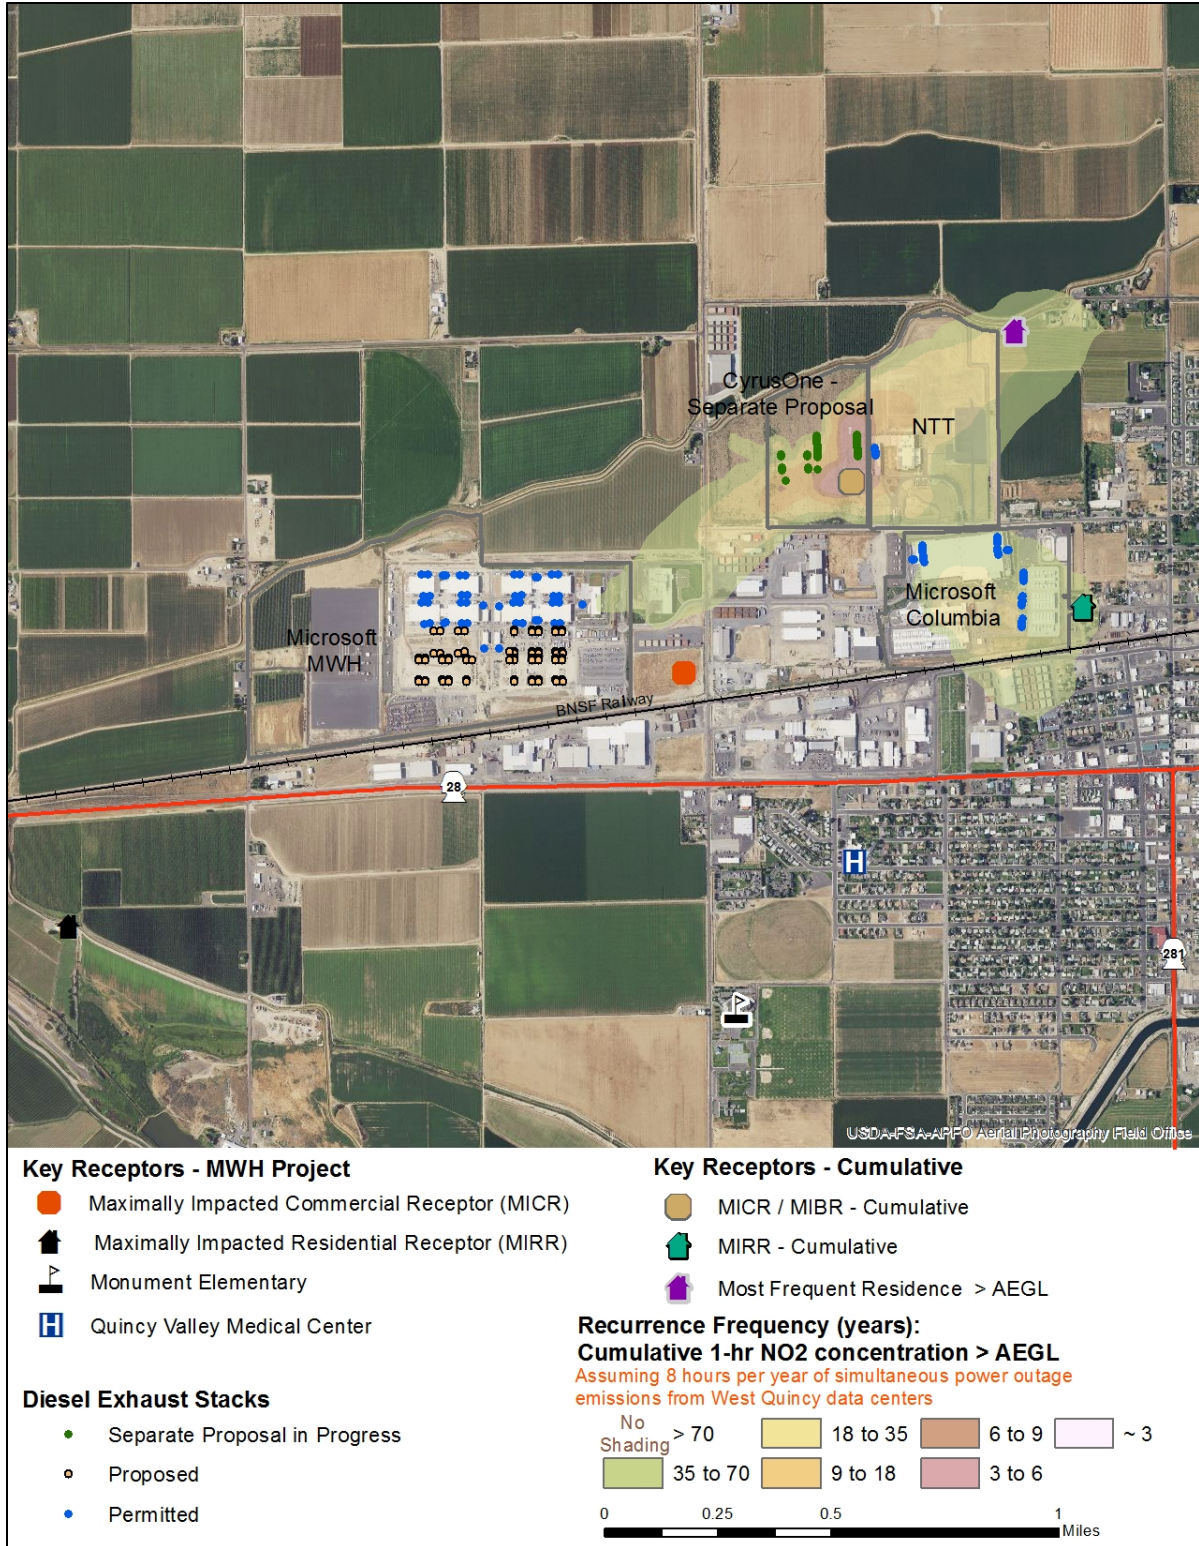 CyrusOne -
Separate Proposal
NTT
Microsoft
Columbia
Microsoft
MWH
BNSF Railway
28
H
281
USDA-FSA-APFO Aerial Photography Field Office
Key Receptors - MWH Project
Maximally Impacted Commercial Receptor (MICR)
Maximally Impacted Residential Receptor (MIRR)
Monument Elementary
H Quincy Valley Medical Center
Diesel Exhaust Stacks
Separate Proposal in Progress
Proposed
Permitted
Key Receptors - Cumulative
MICR / MIBR - Cumulative
MIRR - Cumulative
Most Frequent Residence > AEGL
Recurrence Frequency (years):
Cumulative 1-hr NO2 concentration > AEGL
Assuming 8 hours per year of simultaneous power outage
emissions from West Quincy data centers
No
Shading > 70 18 to 35 6 to 9 ~ 3
35 to 70 9 to 18 3 to 6
0 0.25 0.5 1
Miles